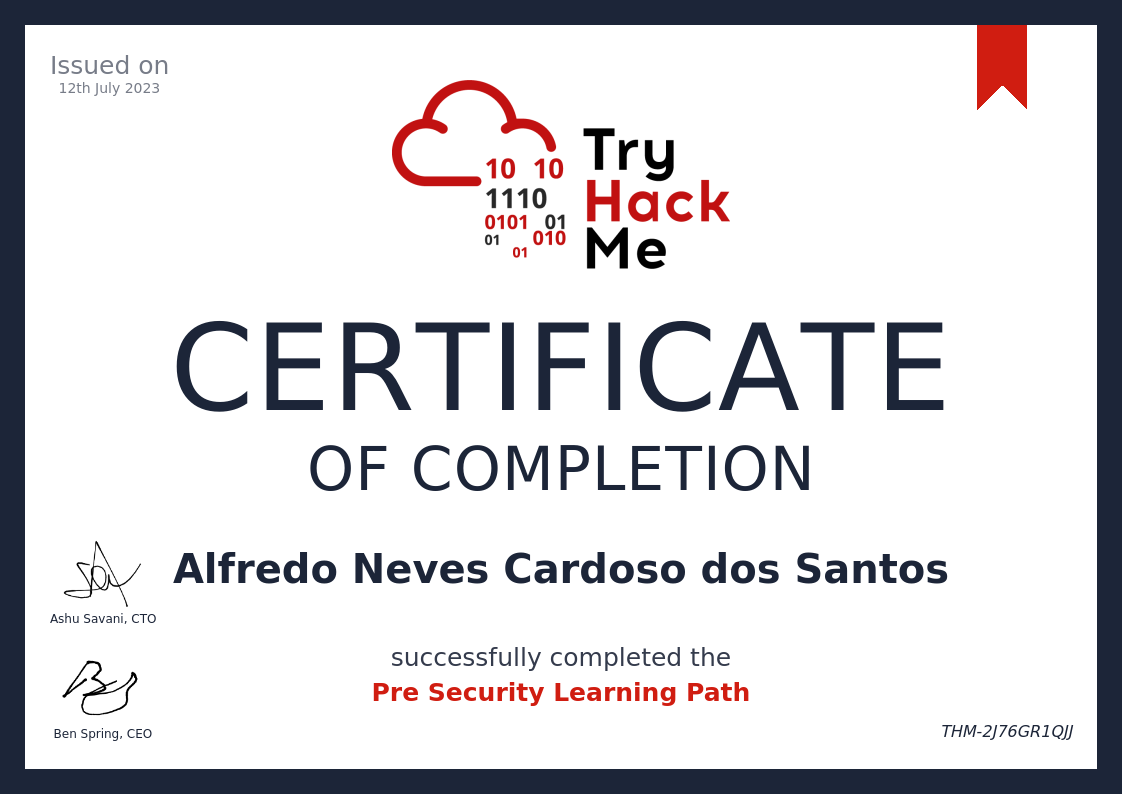 Issued on
12th July 2023
10 10
1110
0101 01
01 010
01
Try
Hack
Me
CERTIFICATE
OF COMPLETION
Alfredo Neves Cardoso dos Santos
Ashu Savani, CTO
successfully completed the
Pre Security Learning Path
Ben Spring, CEO
THM-2J76GR1QJJ